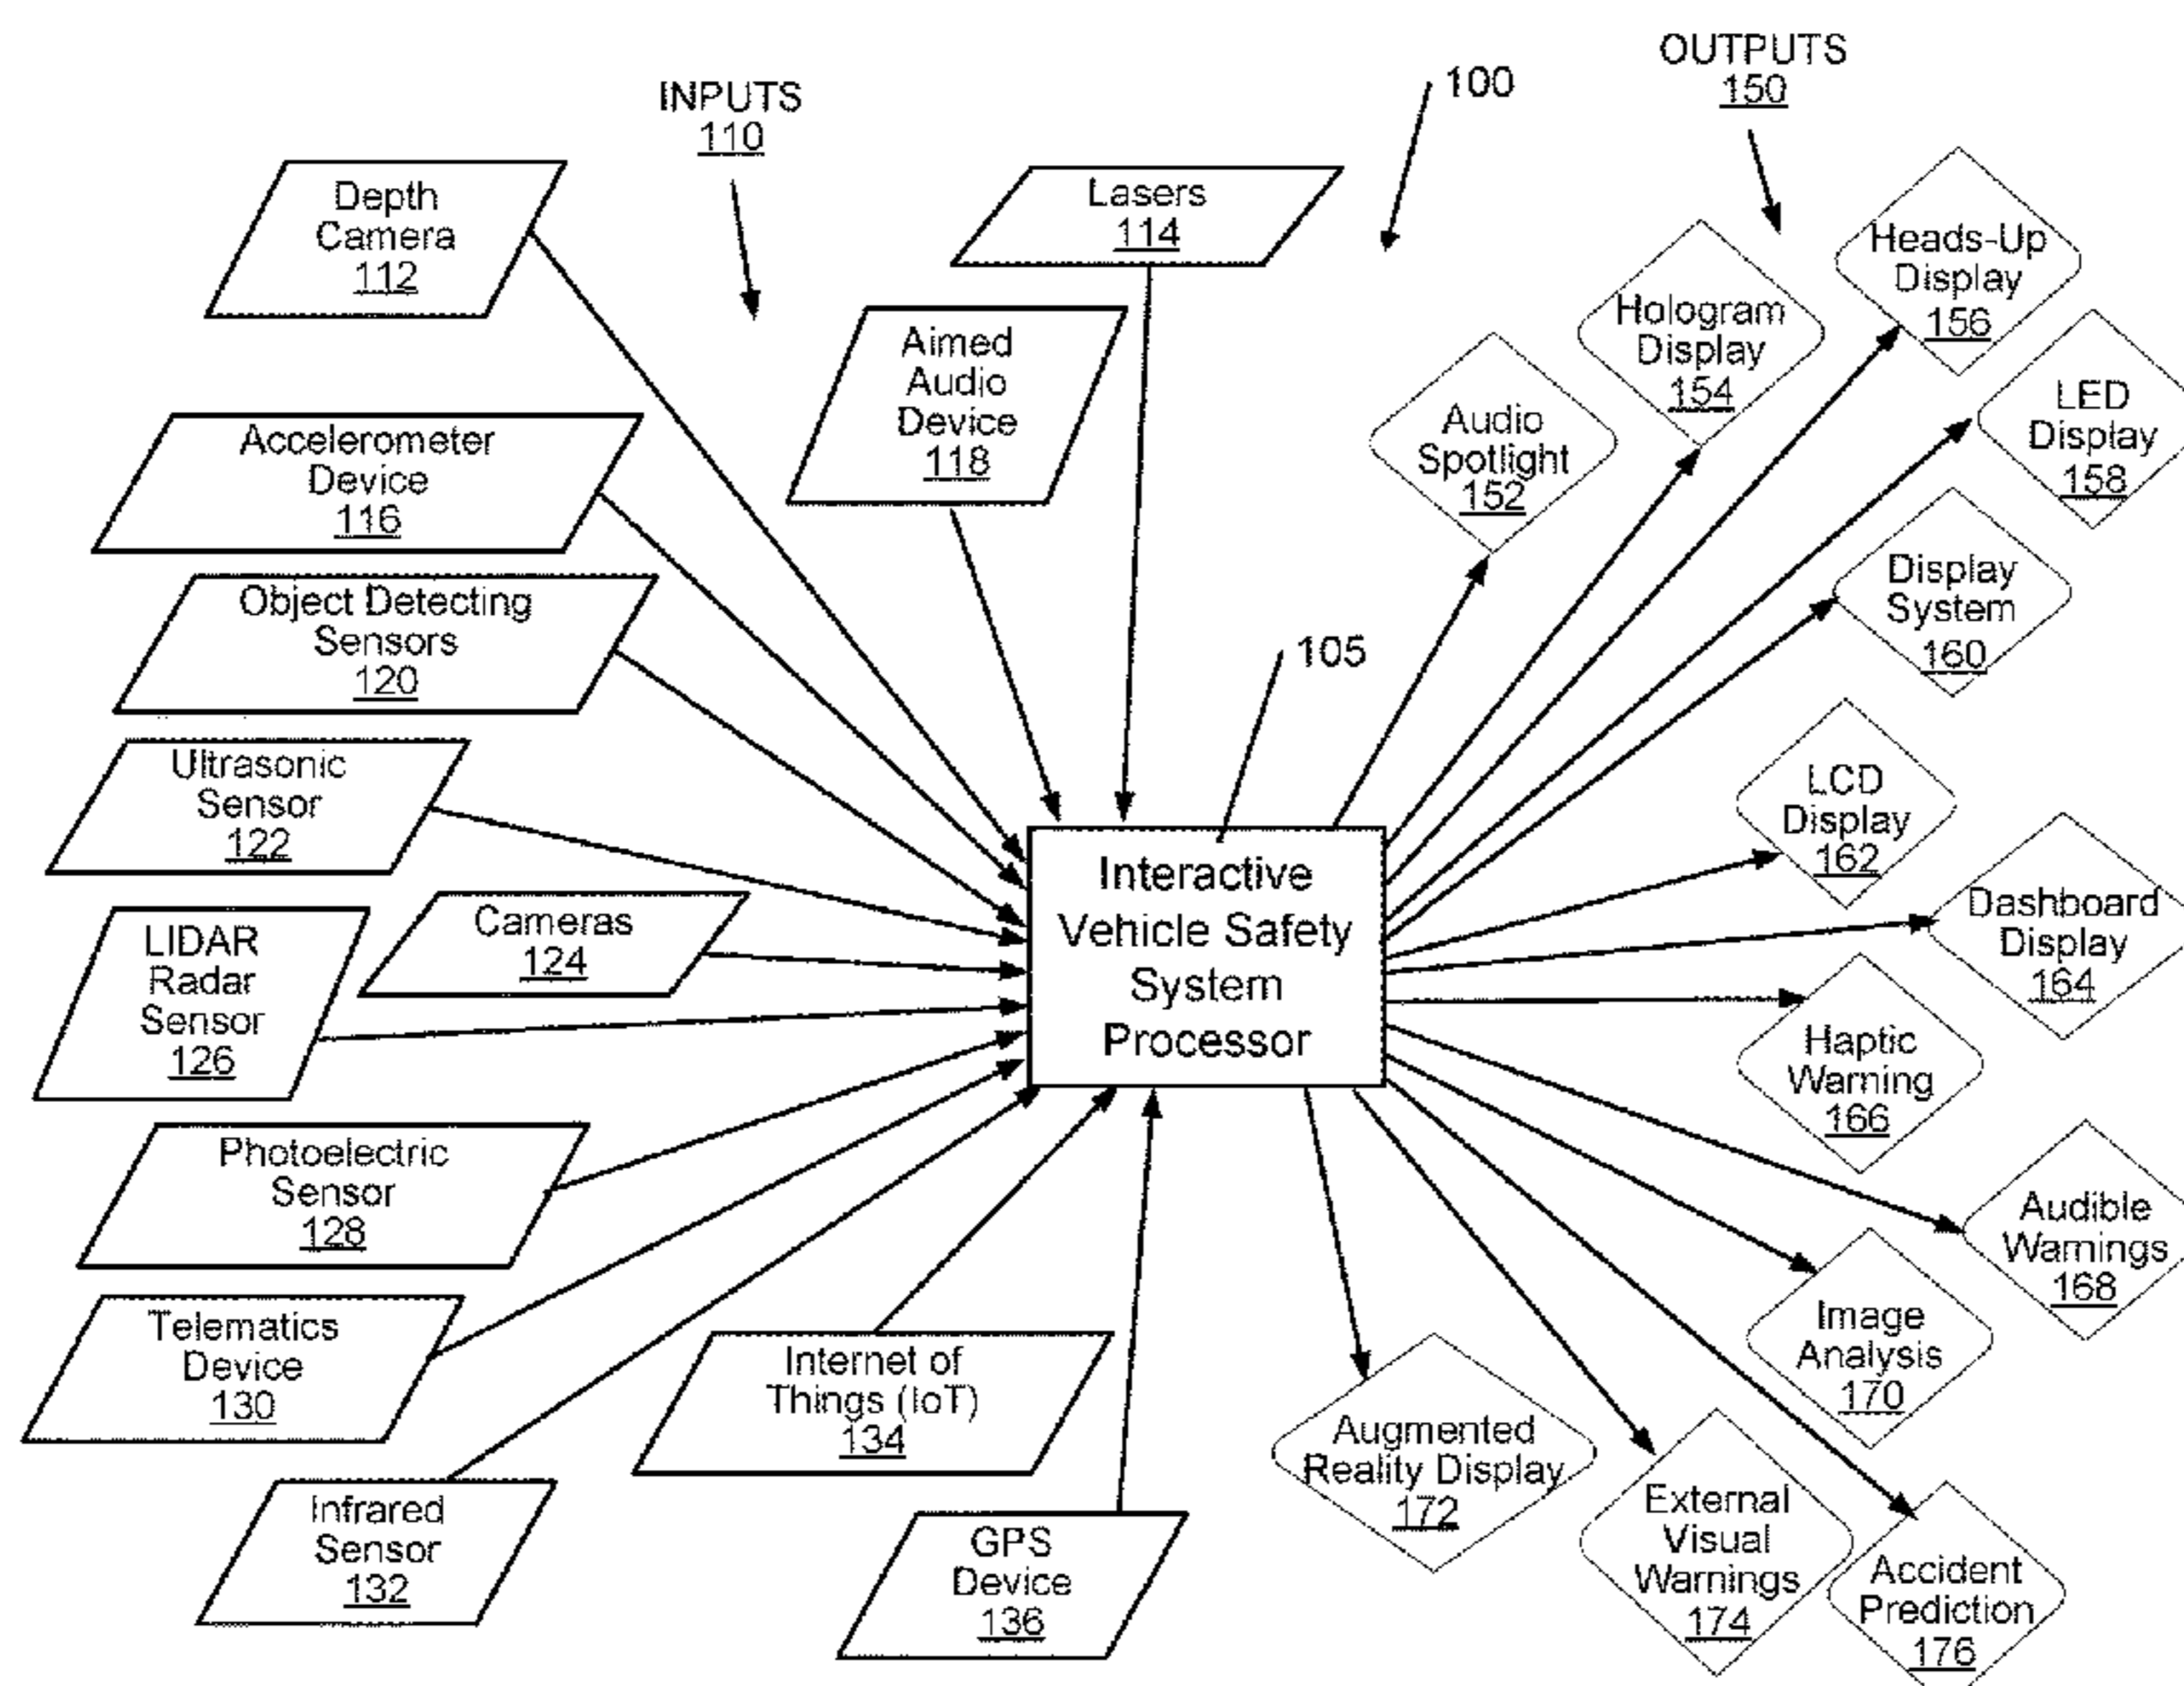 INPUTS
110
100
OUTPUTS
150
Depth
Camera
112
Lasers
114
Aimed
Audio
Device
118
Accelerometer
Device
116
Object Detecting
Sensors
120
Ultrasonic
Sensor
122
Cameras
124
LIDAR
Radar
Sensor
126
Photoelectric
Sensor
128
Telematics
Device
130
Infrared
Sensor
132
Internet of
Things (IoT)
134
GPS
Device
136
105
Interactive
Vehicle Safety
System
Processor
Audio
Spotlight
152
Hologram
Display
154
Heads-Up
Display
156
LED
Display
158
Display
System
160
LCD
Display
162
Dashboard
Display
164
Haptic
Warning
166
Audible
Warnings
168
Image
Analysis
170
Augmented
Reality Display
172
External
Visual
Warnings
174
Accident
Prediction
176